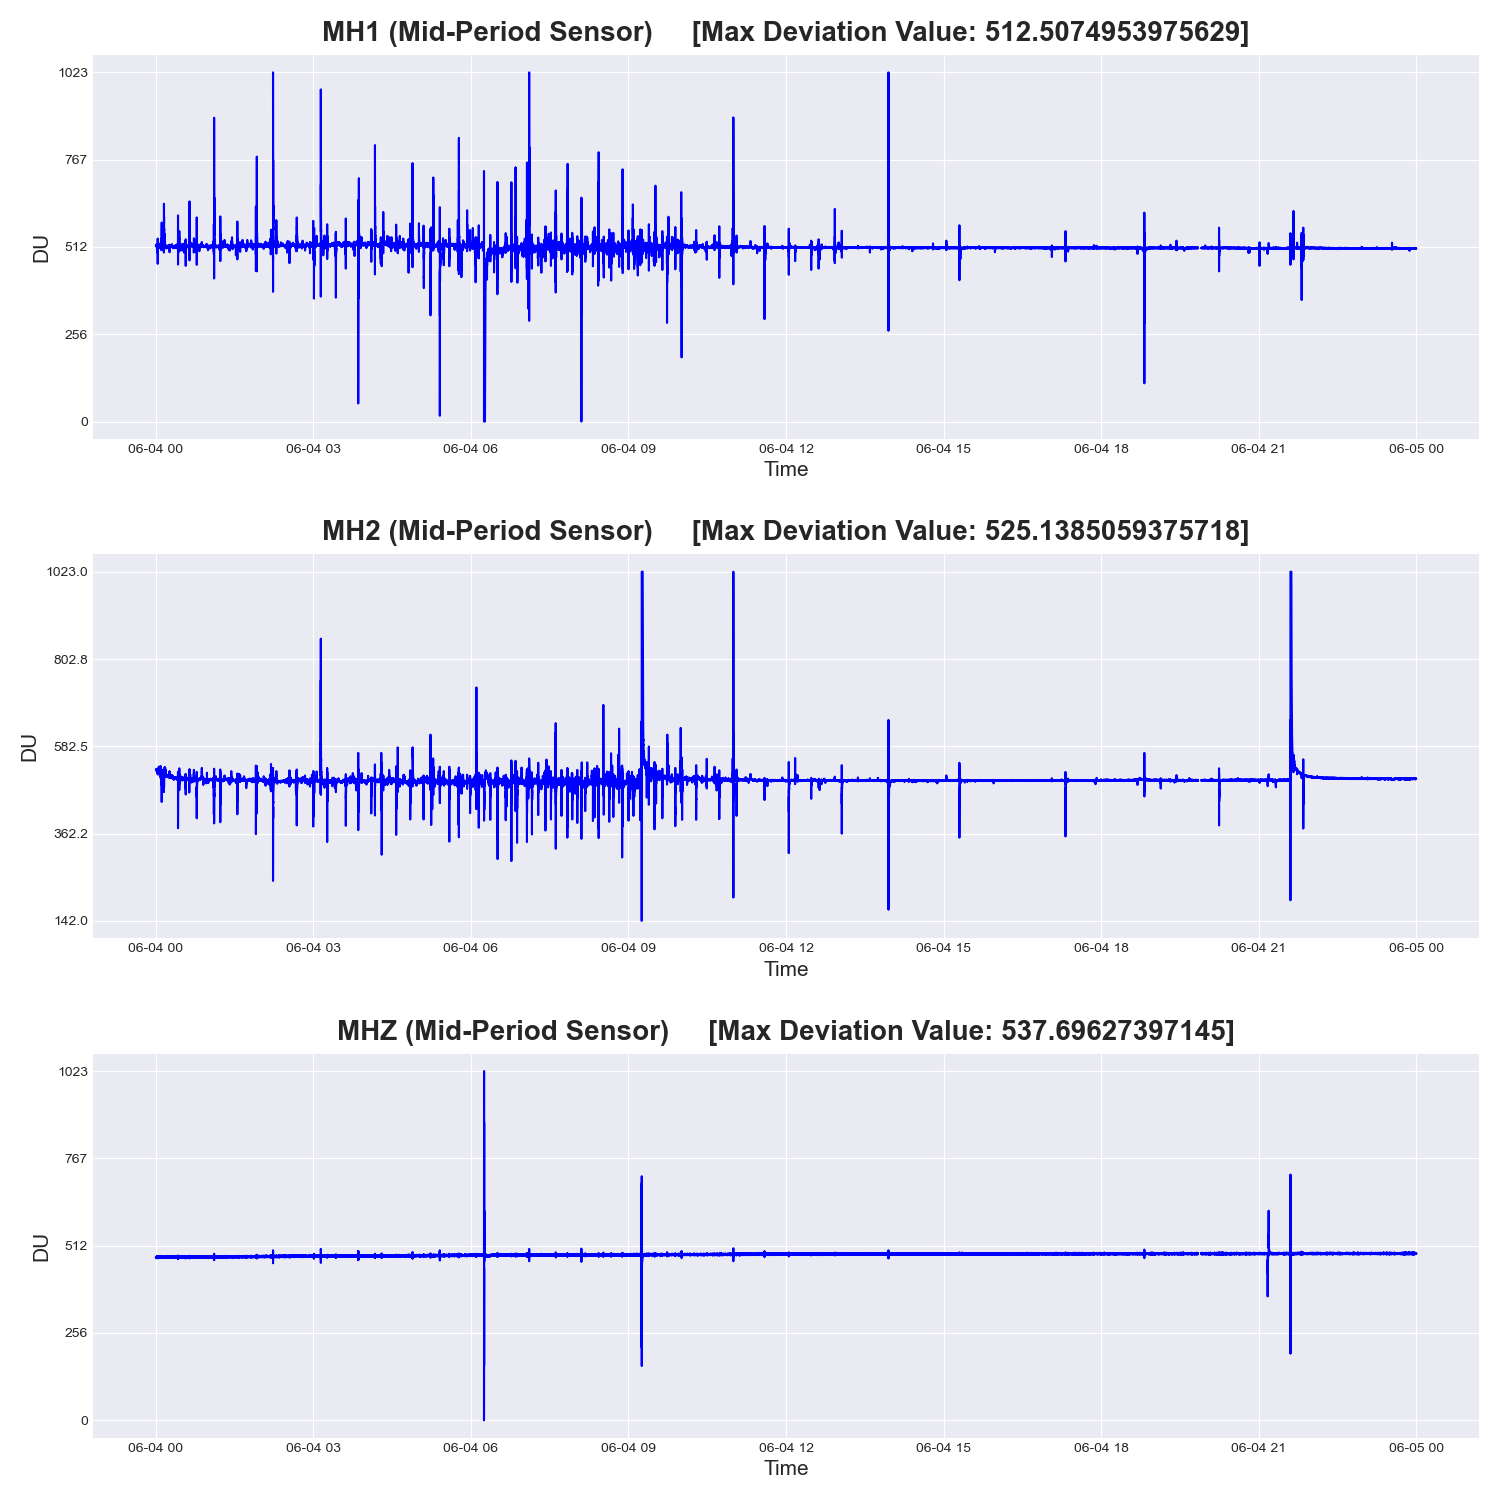 MH1 (Mid-Period Sensor) [Max Deviation Value: 512.5074953975629]
1023
767
512
256
0
DU
06-04 00 06-04 03 06-04 06 06-04 09 06-04 12 06-04 15 06-04 18 06-04 21 06-05 00
Time
MH2 (Mid-Period Sensor) [Max Deviation Value: 525.1385059375718]
1023.0
802.8
582.5
362.2
142.0
DU
06-04 00 06-04 03 06-04 06 06-04 09 06-04 12 06-04 15 06-04 18 06-04 21 06-05 00
Time
MHZ (Mid-Period Sensor) [Max Deviation Value: 537.69627397145]
1023
767
512
256
0
DU
06-04 00 06-04 03 06-04 06 06-04 09 06-04 12 06-04 15 06-04 18 06-04 21 06-05 00
Time